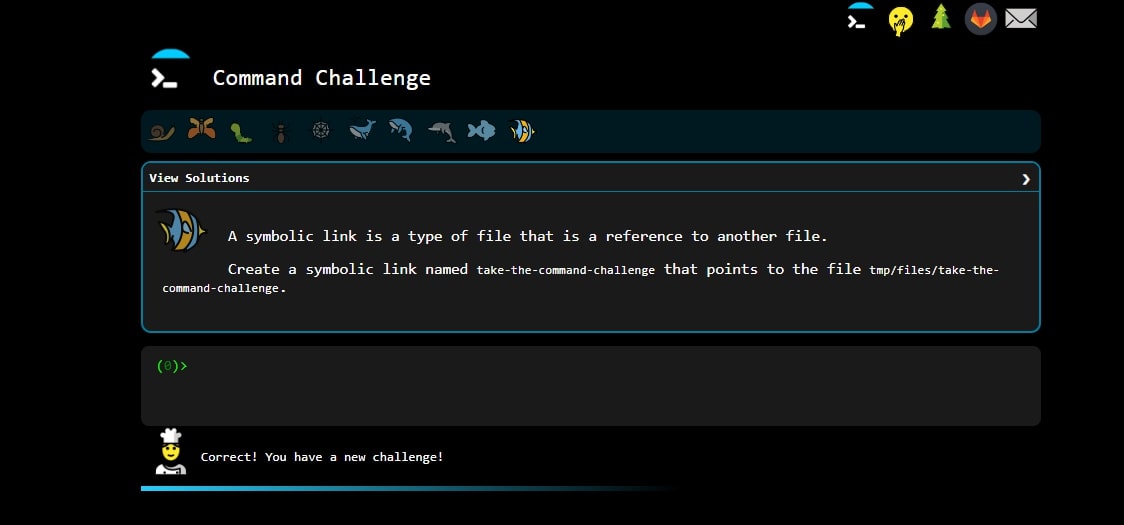 Command Challenge
View Solutions
A symbolic link is a type of file that is a reference to another file.
Create a symbolic link named take-the-command-challenge that points to the file tmp/files/take-the-
command-challenge.
(0)>
Correct! You have a new challenge!